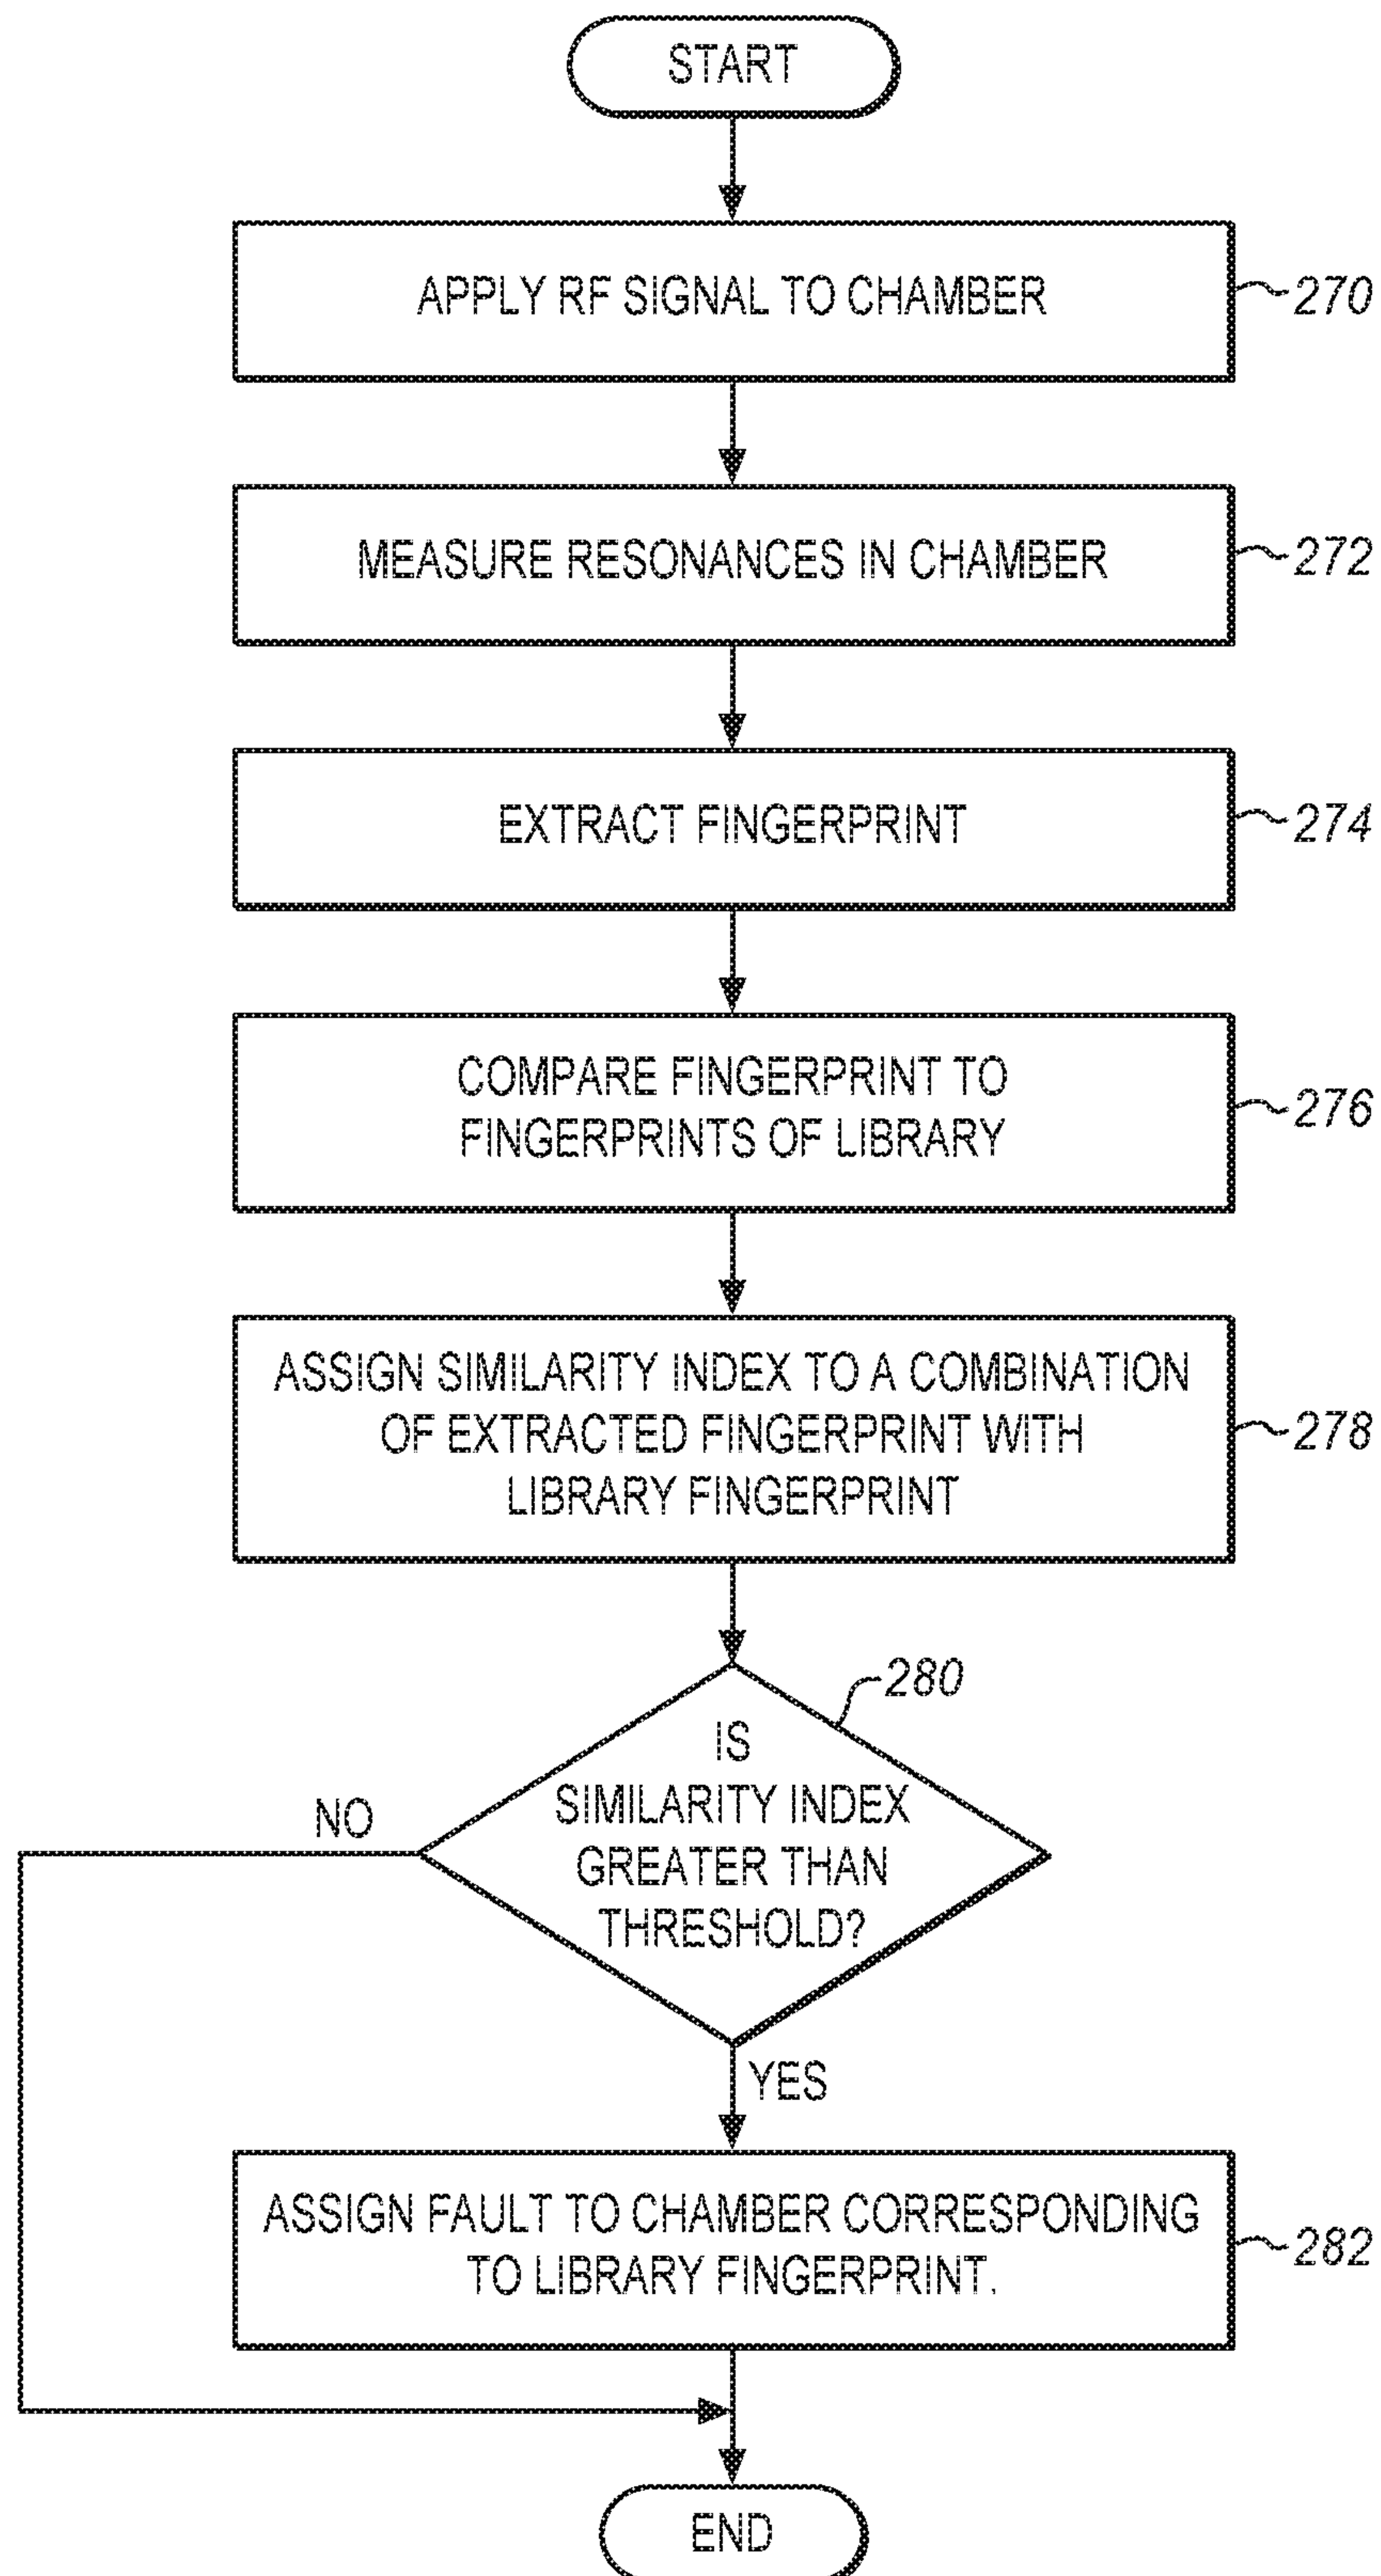 START
APPLY RF SIGNAL TO CHAMBER
270
MEASURE RESONANCES IN CHAMBER
272
EXTRACT FINGERPRINT
274
COMPARE FINGERPRINT TO
FINGERPRINTS OF LIBRARY
276
ASSIGN SIMILARITY INDEX TO A COMBINATION
OF EXTRACTED FINGERPRINT WITH
LIBRARY FINGERPRINT
278
280
IS
SIMILARITY INDEX
GREATER THAN
THRESHOLD?
NO
YES
ASSIGN FAULT TO CHAMBER CORRESPONDING
TO LIBRARY FINGERPRINT.
282
END